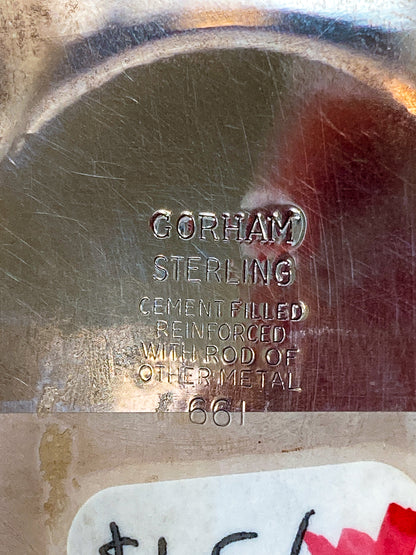 GORHAM
STERLING
CEMENT FILLED
REINFORCED
WITH ROD OF
OTHER METAL
661